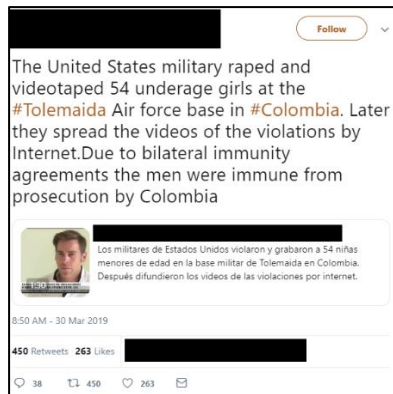 Follow
The United States military raped and
videotaped 54 underage girls at the
#Tolemaida Air force base in #Colombia. Later
they spread the videos of the violations by
Internet.Due to bilateral immunity
agreements the men were immune from
prosecution by Colombia
Los militares de Estados Unidos violaron y grabaron a 54 niñas
menores de edad en la base militar de Tolemaida en Colombia.
Después difundieron los videos de las violaciones por internet.
8:50 AM - 30 Mar 2019
450 Retweets 263 Likes
38 450 263